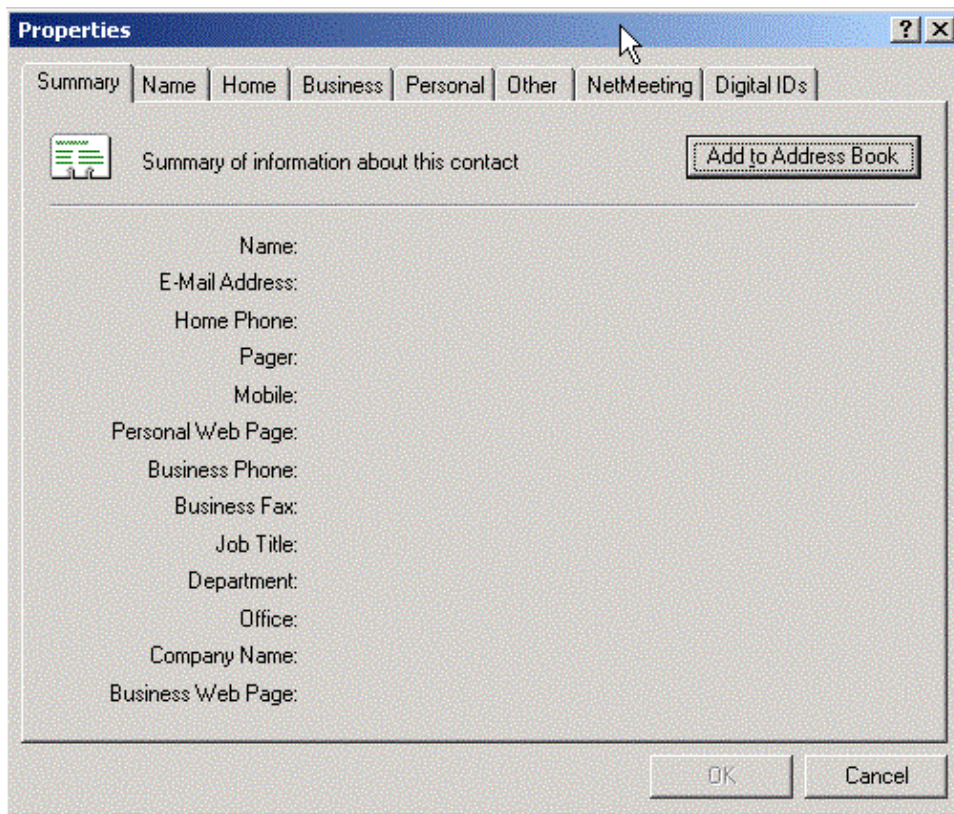 Properties
Summary Name Home Business Personal Other NetMeeting Digital IDs
Summary of information about this contact Add to Address Book
Name:
E-Mail Address:
Home Phone:
Pager:
Mobile:
Personal Web Page:
Business Phone:
Business Fax:
Job Title:
Department:
Office:
Company Name:
Business Web Page:
OK Cancel